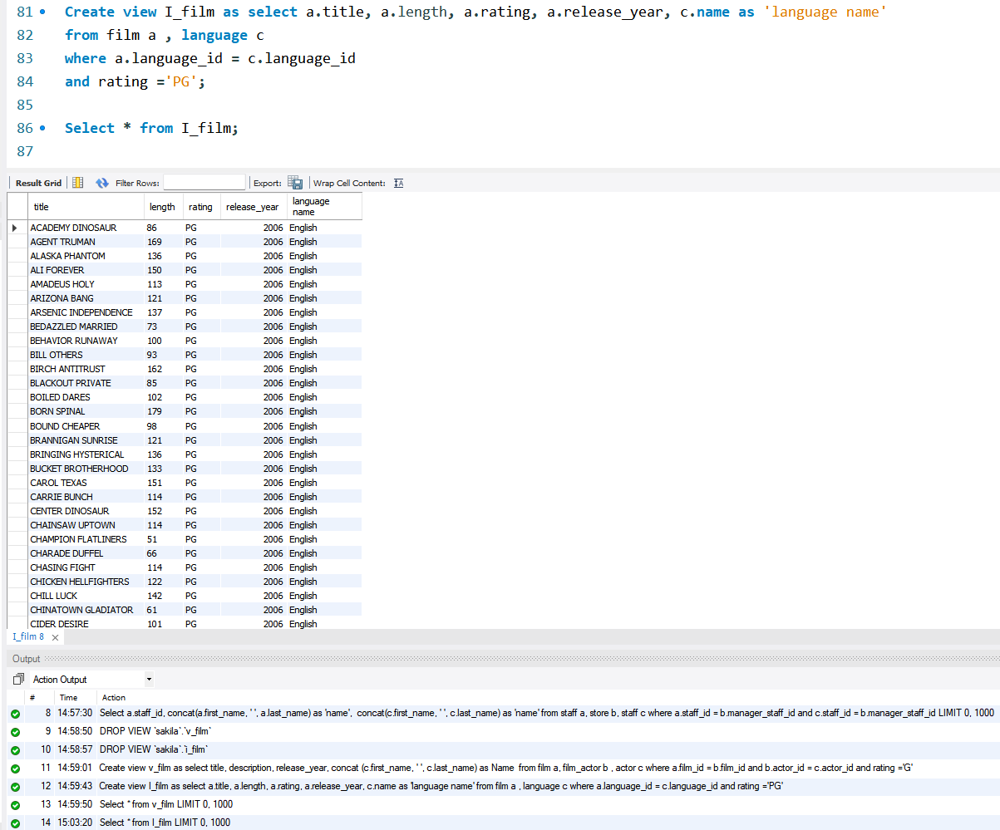 81 Create view I_film as select a.title, a.length, a.rating, a.release_year, c.name as 'language name'
82 from film a , language c
83 where a.language_id = c.language_id
84 and rating ='PG';
85
86 Select * from I_film;
87
Result Grid Filter Rows: Export: Wrap Cell Content:
title length rating release_year language name
ACADEMY DINOSAUR 86 PG 2006 English
AGENT TRUMAN 169 PG 2006 English
ALASKA PHANTOM 136 PG 2006 English
ALI FOREVER 150 PG 2006 English
AMADEUS HOLY 113 PG 2006 English
ARIZONA BANG 121 PG 2006 English
ARSENIC INDEPENDENCE 137 PG 2006 English
BEDAZZLED MARRIED 73 PG 2006 English
BEHAVIOR RUNAWAY 100 PG 2006 English
BILL OTHERS 93 PG 2006 English
BIRCH ANTITRUST 162 PG 2006 English
BLACKOUT PRIVATE 85 PG 2006 English
BOILED DARES 102 PG 2006 English
BORN SPINAL 179 PG 2006 English
BOUND CHEAPER 98 PG 2006 English
BRANNIGAN SUNRISE 121 PG 2006 English
BRINGING HYSTERICAL 136 PG 2006 English
BUCKET BROTHERHOOD 133 PG 2006 English
CAROL TEXAS 151 PG 2006 English
CARRIE BUNCH 114 PG 2006 English
CENTER DINOSAUR 152 PG 2006 English
CHAINSAW UPTOWN 114 PG 2006 English
CHAMPION FLATLINERS 51 PG 2006 English
CHARADE DUFFEL 66 PG 2006 English
CHASING FIGHT 114 PG 2006 English
CHICKEN HELLFIGHTERS 122 PG 2006 English
CHILL LUCK 142 PG 2006 English
CHINATOWN GLADIATOR 61 PG 2006 English
CIDER DESIRE 101 PG 2006 English
I_film 8
Output
Action Output
# Time Action
8 14:57:30 Select a.staff_id, concat(a.first_name, ' ', a.last_name) as 'name', concat(c.first_name, ' ', c.last_name) as 'name' from staff a, store b, staff c where a.staff_id = b.manager_staff_id and c.staff_id = b.manager_staff_id LIMIT 0, 1000
9 14:58:50 DROP VIEW `sakila`.`v_film`
10 14:58:57 DROP VIEW `sakila`.`i_film`
11 14:59:01 Create view v_film as select title, description, release_year, concat (c.first_name, ' ', c.last_name) as Name from film a, film_actor b , actor c where a.film_id = b.film_id and b.actor_id = c.actor_id and rating ='G'
12 14:59:43 Create view I_film as select a.title, a.length, a.rating, a.release_year, c.name as 'language name' from film a , language c where a.language_id = c.language_id and rating ='PG'
13 14:59:50 Select * from v_film LIMIT 0, 1000
14 15:03:20 Select * from I_film LIMIT 0, 1000